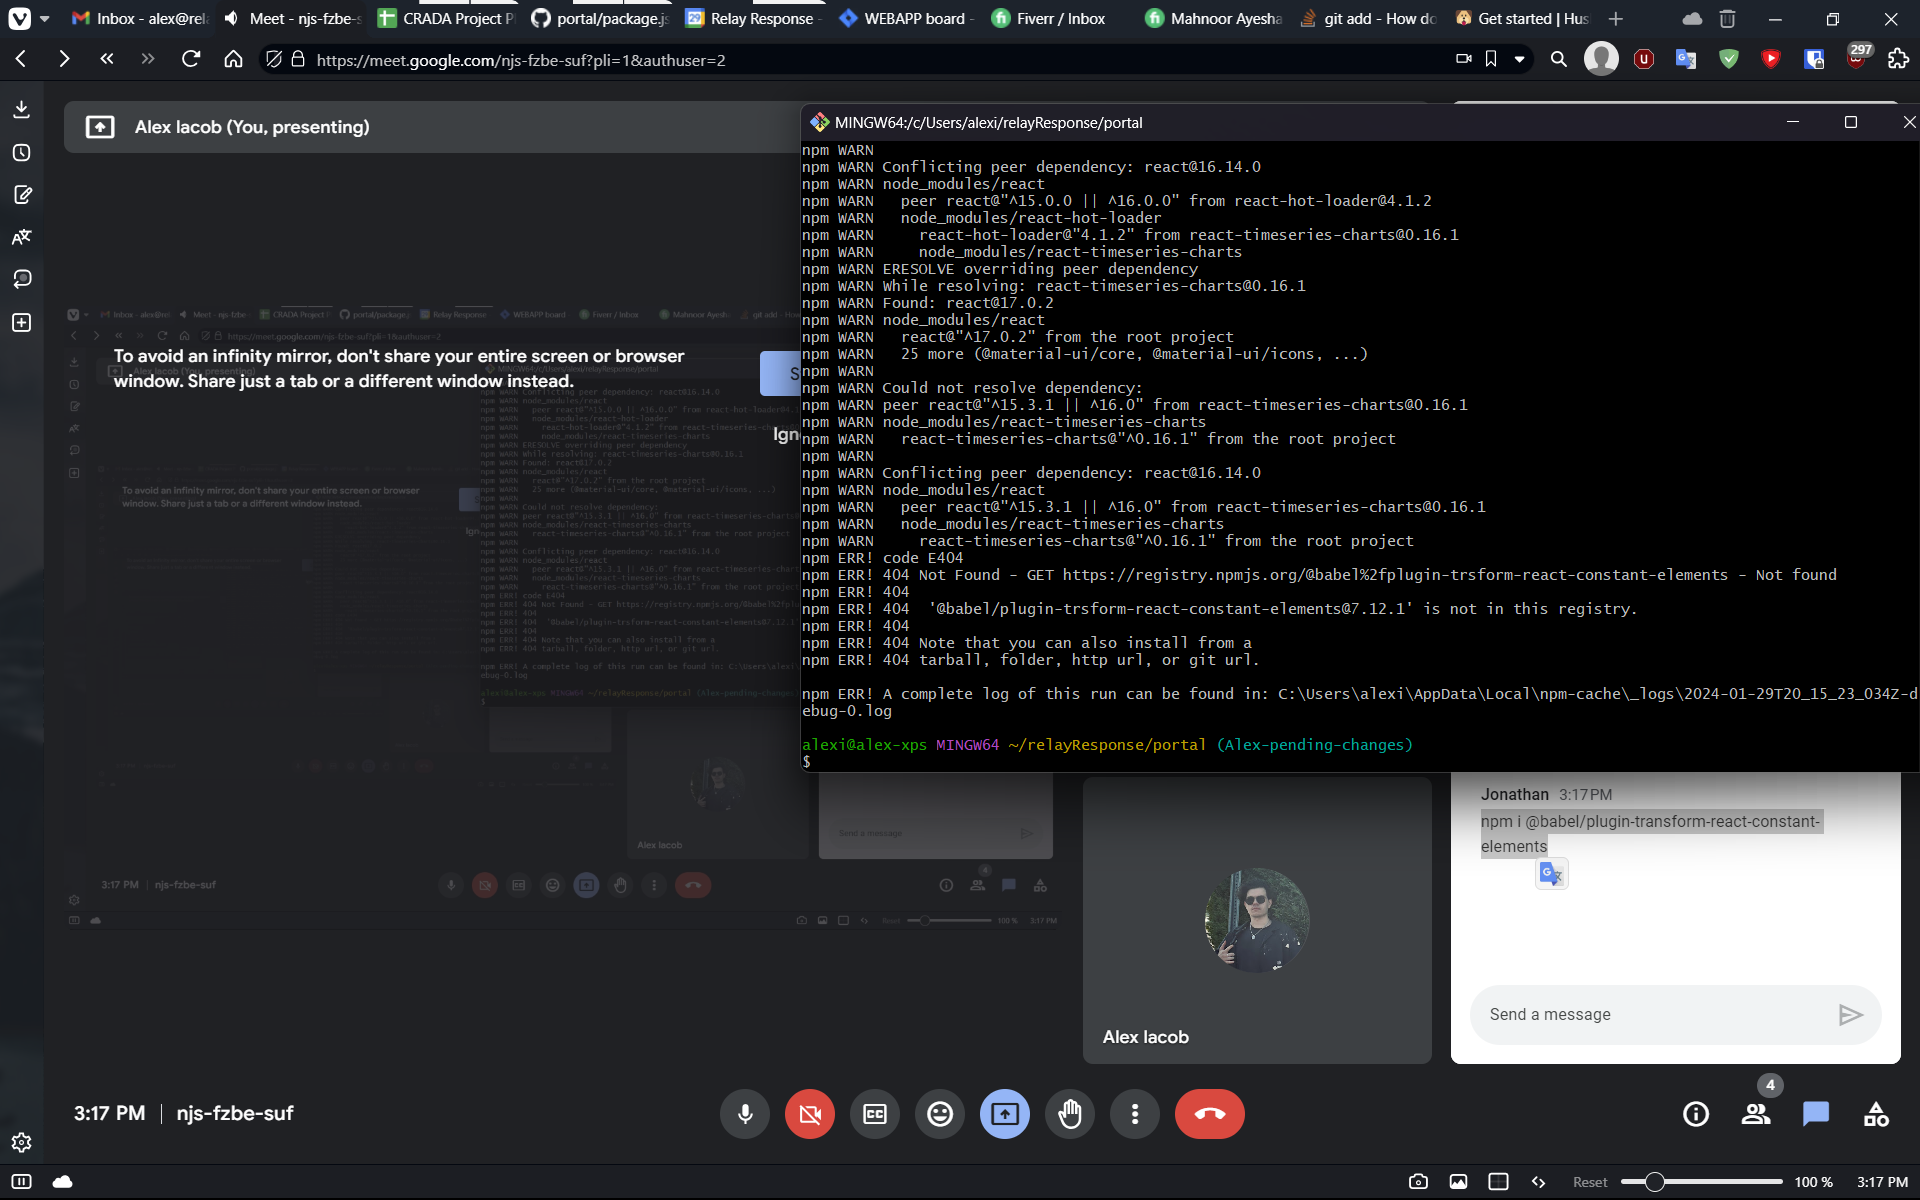 Inbox - alex@rel
Meet - njs-fzbe-s
CRADA Project P
portal/package.js
Relay Response -
WEBAPP board -
Fiverr / Inbox
Mahnoor Ayesha
git add - How do
Get started | Hus
https://meet.google.com/njs-fzbe-suf?pli=1&authuser=2
297
Alex Iacob (You, presenting)
To avoid an infinity mirror, don't share your entire screen or browser
window. Share just a tab or a different window instead.
S
Igno
MINGW64:/c/Users/alexi/relayResponse/portal
npm WARN
npm WARN Conflicting peer dependency: react@16.14.0
npm WARN node_modules/react
npm WARN   peer react@"^15.0.0 || ^16.0.0" from react-hot-loader@4.1.2
npm WARN   node_modules/react-hot-loader
npm WARN     react-hot-loader@"4.1.2" from react-timeseries-charts@0.16.1
npm WARN     node_modules/react-timeseries-charts
npm WARN ERESOLVE overriding peer dependency
npm WARN While resolving: react-timeseries-charts@0.16.1
npm WARN Found: react@17.0.2
npm WARN node_modules/react
npm WARN   react@"^17.0.2" from the root project
npm WARN   25 more (@material-ui/core, @material-ui/icons, ...)
npm WARN
npm WARN Could not resolve dependency:
npm WARN peer react@"^15.3.1 || ^16.0" from react-timeseries-charts@0.16.1
npm WARN node_modules/react-timeseries-charts
npm WARN   react-timeseries-charts@"^0.16.1" from the root project
npm WARN
npm WARN Conflicting peer dependency: react@16.14.0
npm WARN node_modules/react
npm WARN   peer react@"^15.3.1 || ^16.0" from react-timeseries-charts@0.16.1
npm WARN   node_modules/react-timeseries-charts
npm WARN     react-timeseries-charts@"^0.16.1" from the root project
npm ERR! code E404
npm ERR! 404 Not Found - GET https://registry.npmjs.org/@babel%2fplugin-trsform-react-constant-elements - Not found
npm ERR! 404
npm ERR! 404  '@babel/plugin-trsform-react-constant-elements@7.12.1' is not in this registry.
npm ERR! 404
npm ERR! 404 Note that you can also install from a
npm ERR! 404 tarball, folder, http url, or git url.
npm ERR! A complete log of this run can be found in: C:\Users\alexi\AppData\Local\npm-cache\_logs\2024-01-29T20_15_23_034Z-d
ebug-0.log
alexi@alex-xps MINGW64 ~/relayResponse/portal (Alex-pending-changes)
$
Jonathan 3:17 PM
npm i @babel/plugin-transform-react-constant-
elements
Send a message
Alex Iacob
Alex Iacob
Send a message
3:17 PM | njs-fzbe-suf
3:17 PM | njs-fzbe-suf
4
Reset
100 %
3:17 PM